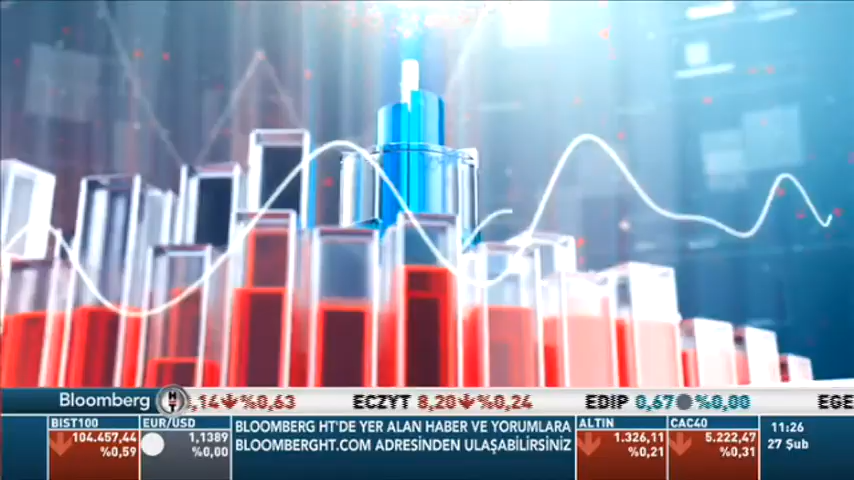 Bloomberg HT ,14 %0,63 ECZYT 8,20 %0,24 EDIP 0,67 %0,00 EGE
BIST100
104.457,44
%0,59
EUR/USD
1,1389
%0,00
BLOOMBERG HT'DE YER ALAN HABER VE YORUMLARA
BLOOMBERGHT.COM ADRESİNDEN ULAŞABİLİRSİNİZ
ALTIN
1.326,11
%0,21
CAC40
5.222,47
%0,31
11:26
27 Şub